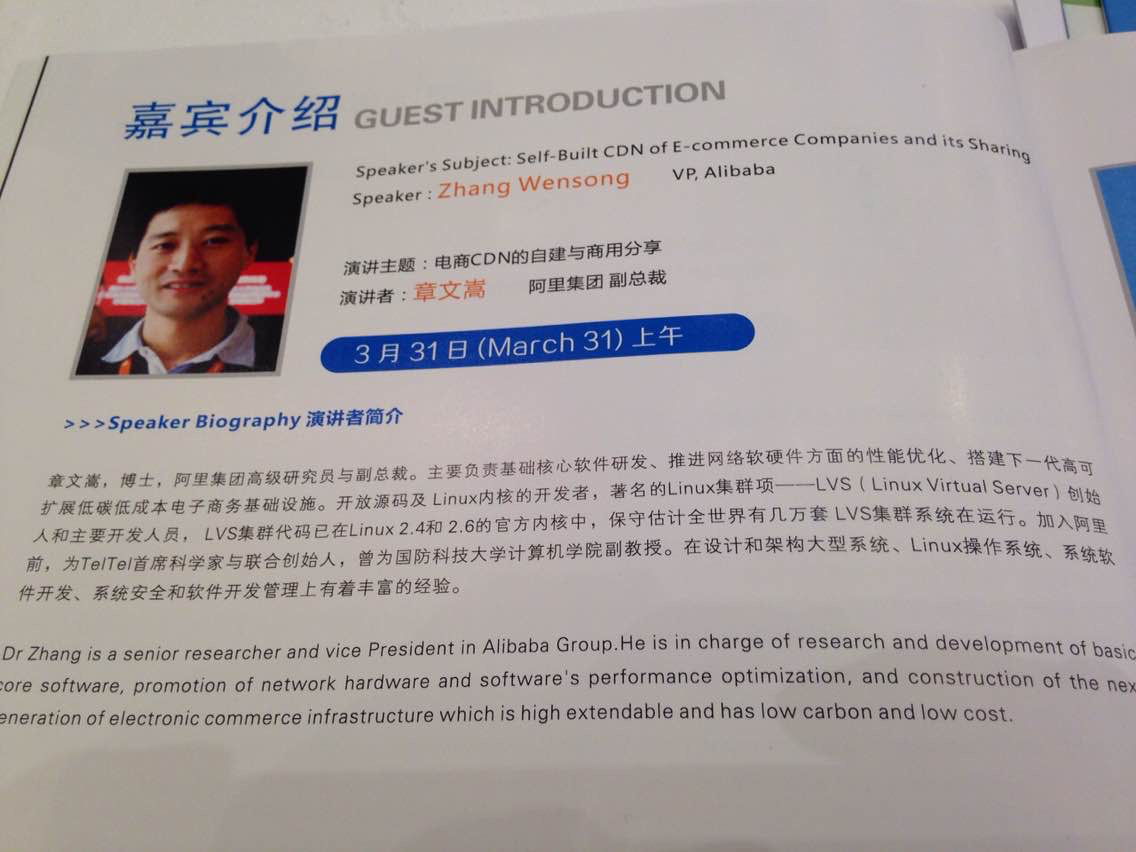 嘉宾介绍 GUEST INTRODUCTION
Speaker's Subject: Self-Built CDN of E-commerce Companies and its Sharing
Speaker : Zhang Wensong VP, Alibaba
演讲主题：电商CDN的自建与商用分享
演讲者：章文嵩 阿里集团 副总裁
3 月 31 日 (March 31) 上午
>>>Speaker Biography 演讲者简介
章文嵩，博士，阿里集团高级研究员与副总裁。主要负责基础核心软件研发、推进网络软硬件方面的性能优化、搭建下一代高可
扩展低碳低成本电子商务基础设施。开放源码及 Linux内核的开发者，著名的Linux集群项——LVS（Linux Virtual Server）创始
人和主要开发人员， LVS集群代码已在Linux 2.4和 2.6的官方内核中，保守估计全世界有几万套 LVS集群系统在运行。加入阿里
前，为TelTel首席科学家与联合创始人，曾为国防科技大学计算机学院副教授。在设计和架构大型系统、Linux操作系统、系统软
件开发、系统安全和软件开发管理上有着丰富的经验。
Dr Zhang is a senior researcher and vice President in Alibaba Group.He is in charge of research and development of basic
core software, promotion of network hardware and software's performance optimization, and construction of the nex
eneration of electronic commerce infrastructure which is high extendable and has low carbon and low cost.